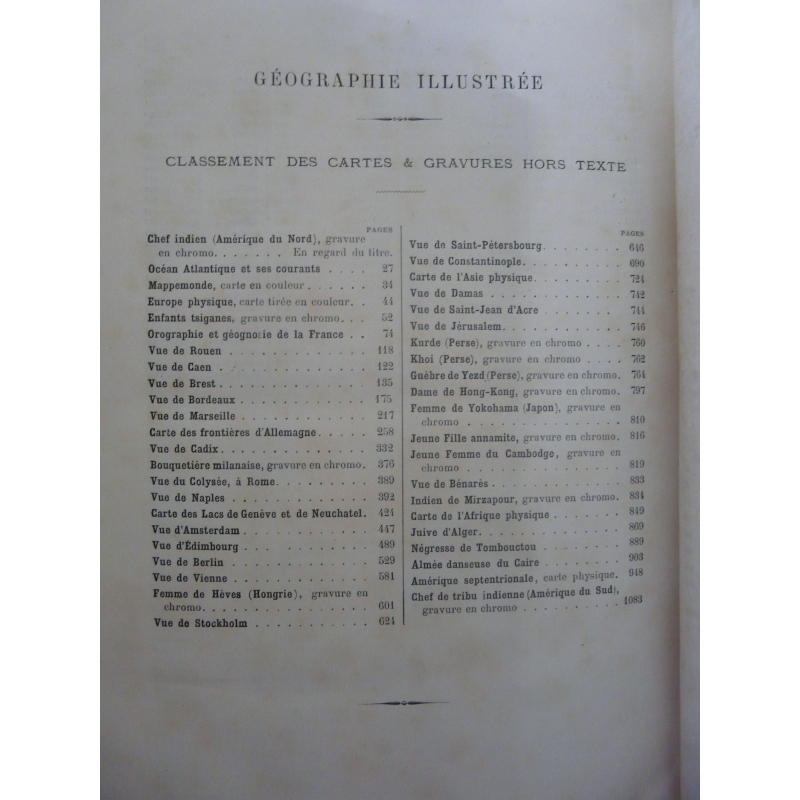 GÉOGRAPHIE ILLUSTRÉE
CLASSEMENT DES CARTES & GRAVURES HORS TEXTE
PAGES
Chef indien (Amérique du Nord), gravure
en chromo. . . . . . En regard du titre.
Océan Atlantique et ses courants . . . . 27
Mappemonde, carte en couleur . . . . . 34
Europe physique, carte tirée en couleur. . 44
Enfants tsiganes, gravure en chromo. . . 52
Orographie et géognosie de la France . . 74
Vue de Rouen . . . . . . . . . . . . 118
Vue de Caen . . . . . . . . . . . . 122
Vue de Brest . . . . . . . . . . . . 135
Vue de Bordeaux . . . . . . . . . . . 175
Vue de Marseille . . . . . . . . . . . 217
Carte des frontières d'Allemagne. . . . . 258
Vue de Cadix. . . . . . . . . . . . . 332
Bouquetière milanaise, gravure en chromo. 376
Vue du Colysée, à Rome. . . . . . . . . 389
Vue de Naples . . . . . . . . . . . . 392
Carte des Lacs de Genève et de Neuchatel. 424
Vue d'Amsterdam . . . . . . . . . . . 447
Vue d'Édimbourg . . . . . . . . . . . 489
Vue de Berlin . . . . . . . . . . . . 529
Vue de Vienne . . . . . . . . . . . . 581
Femme de Hèves (Hongrie), gravure en
chromo. . . . . . . . . . . . . . . 601
Vue de Stockholm . . . . . . . . . . . 624
PAGES
Vue de Saint-Pétersbourg. . . . . . . . 646
Vue de Constantinople. . . . . . . . . 690
Carte de l'Asie physique. . . . . . . . 724
Vue de Damas . . . . . . . . . . . . 742
Vue de Saint-Jean d'Acre . . . . . . . 744
Vue de Jérusalem. . . . . . . . . . . 746
Kurde (Perse), gravure en chromo . . . . 760
Khoi (Perse), gravure en chromo . . . . 762
Guèbre de Yezd (Perse), gravure en chromo. 764
Dame de Hong-Kong, gravure en chromo. 797
Femme de Yokohama (Japon), gravure en
chromo . . . . . . . . . . . . . . 810
Jeune Fille annamite, gravure en chromo. 816
Jeune Femme du Cambodge, gravure en
chromo . . . . . . . . . . . . . . 819
Vue de Bénarès . . . . . . . . . . . . 833
Indien de Mirzapour, gravure en chromo. 834
Carte de l'Afrique physique . . . . . . 849
Juive d'Alger. . . . . . . . . . . . . 869
Négresse de Tombouctou . . . . . . . . 889
Almée danseuse du Caire . . . . . . . . 903
Amérique septentrionale, carte physique. 948
Chef de tribu indienne (Amérique du Sud),
gravure en chromo . . . . . . . . . . 1083